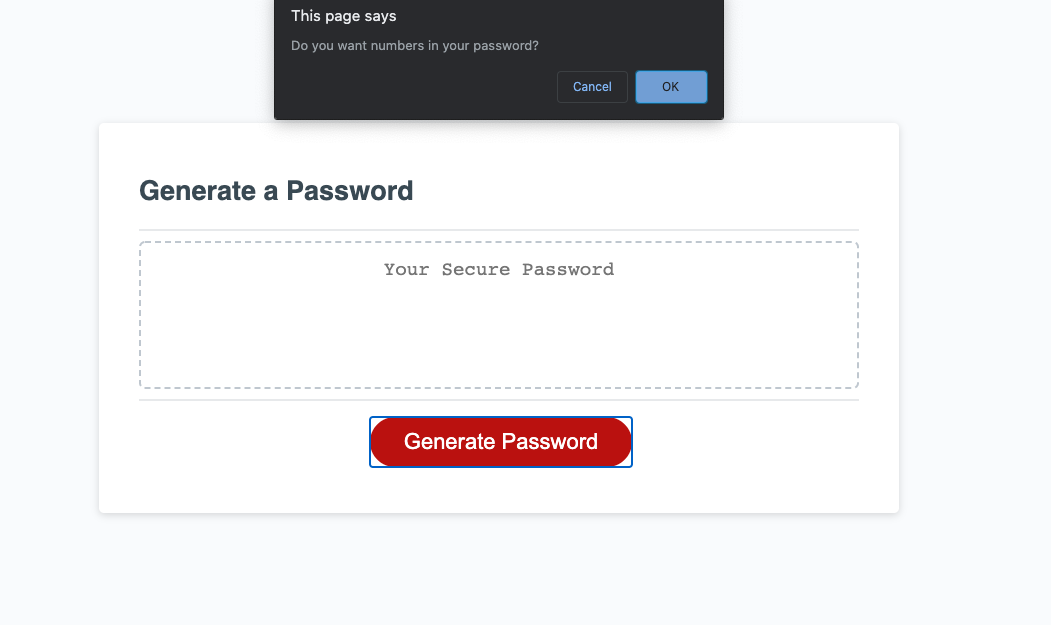 This page says
Do you want numbers in your password?
Cancel
OK
Generate a Password
Your Secure Password
Generate Password